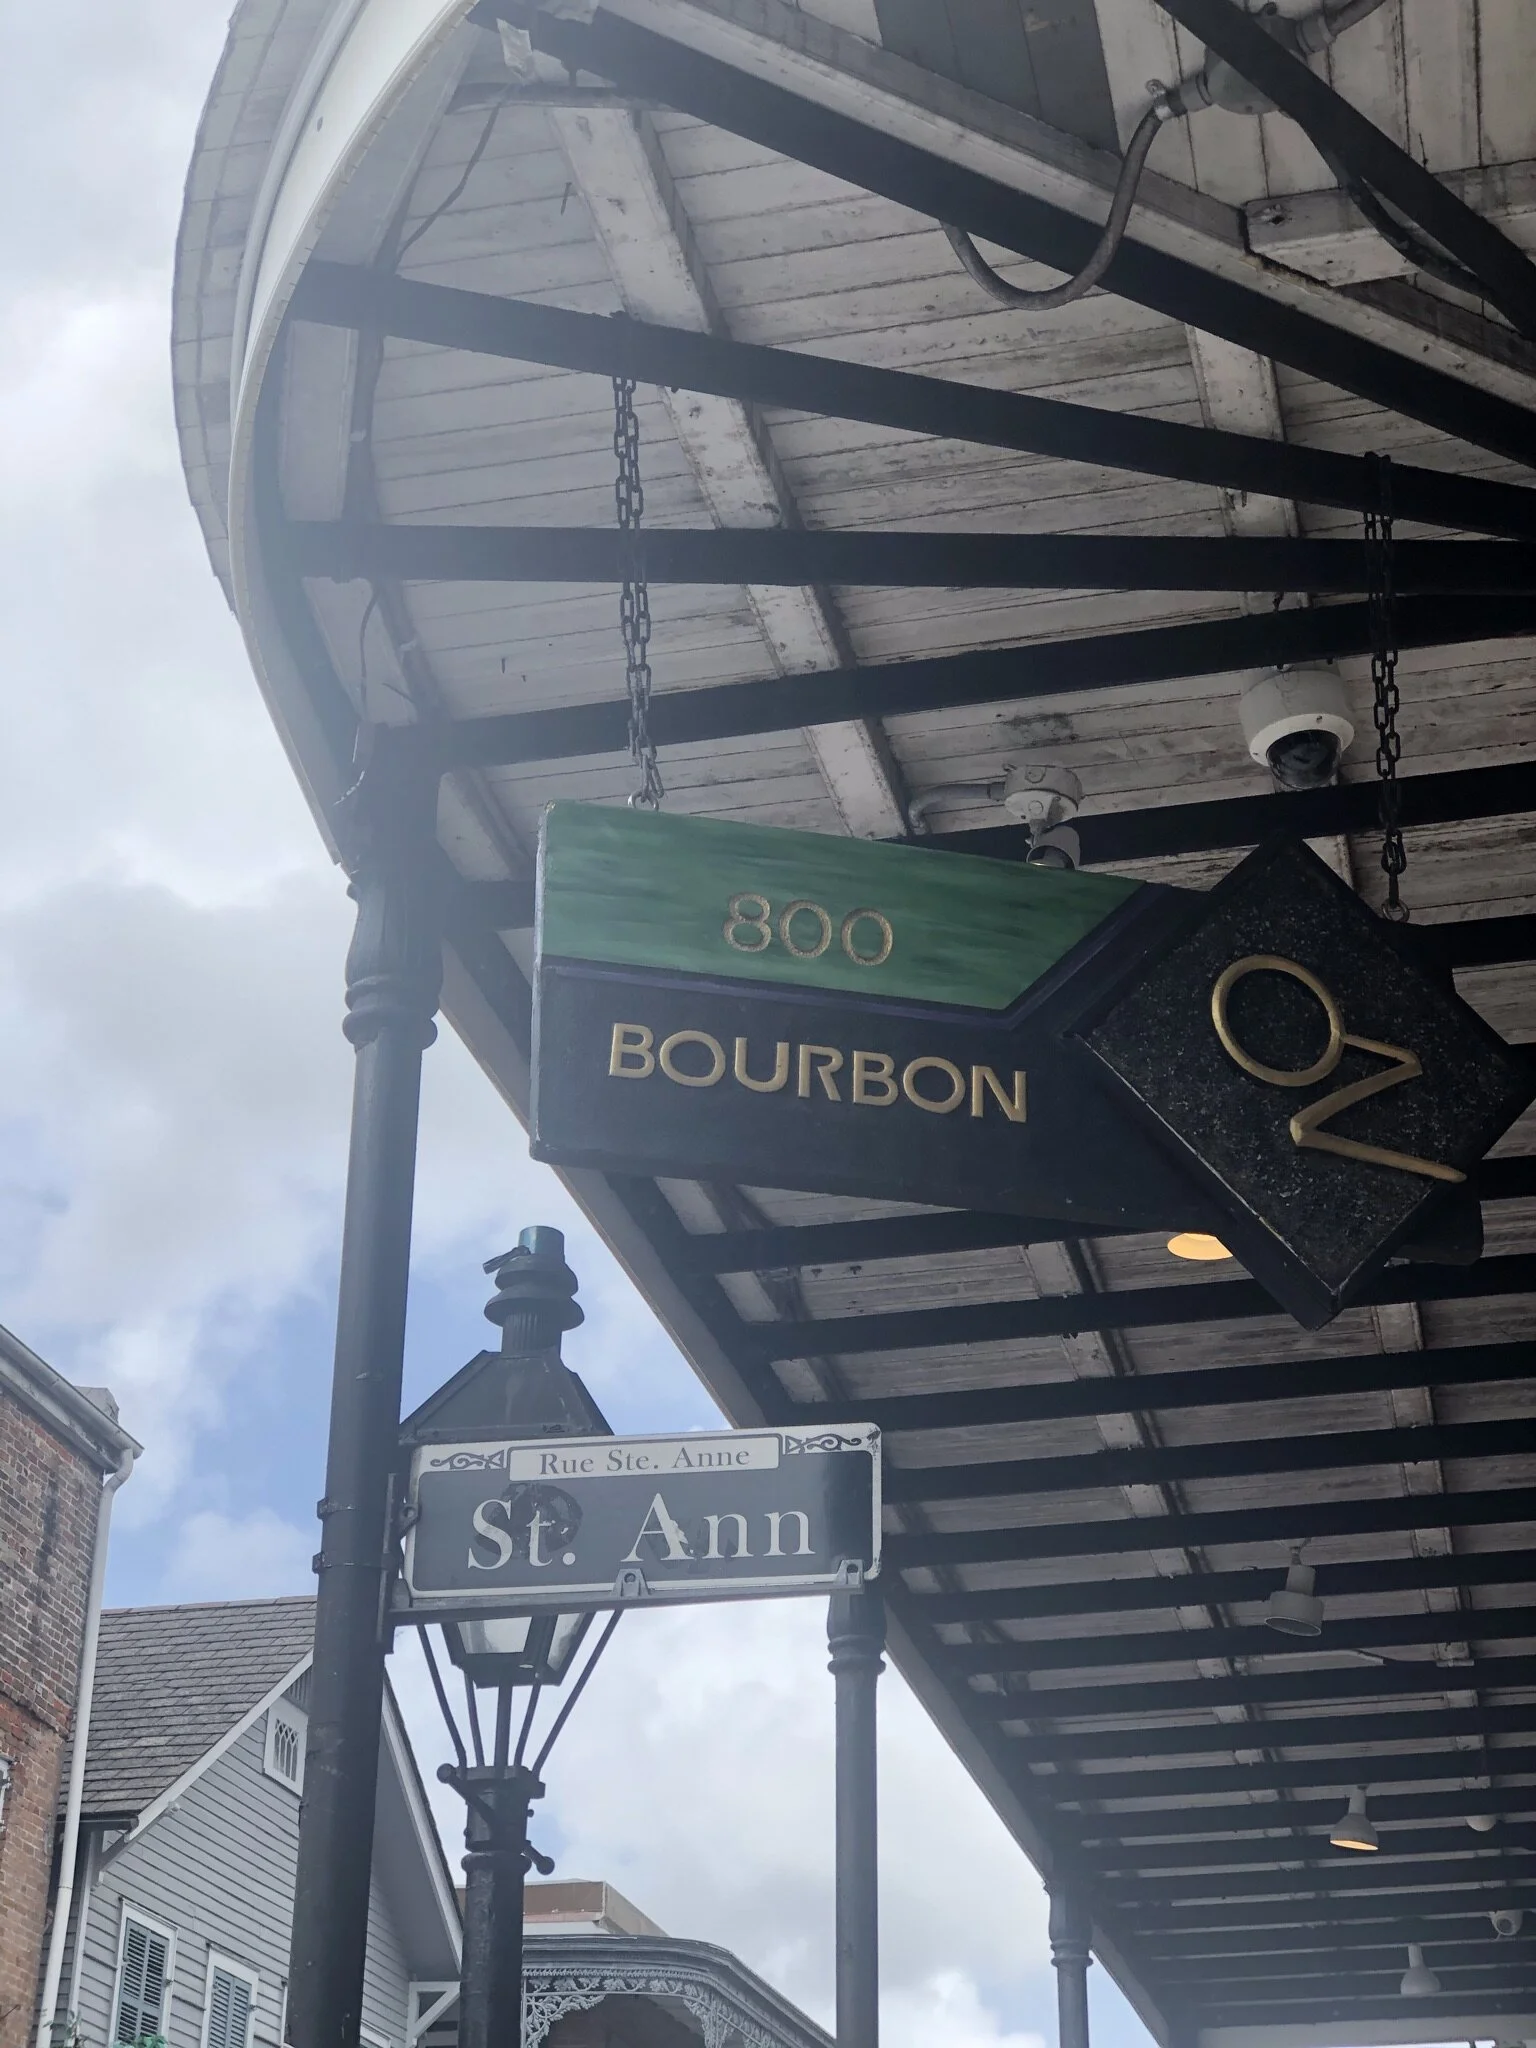 800
BOURBON
OZ
Rue Ste. Anne
St. Ann